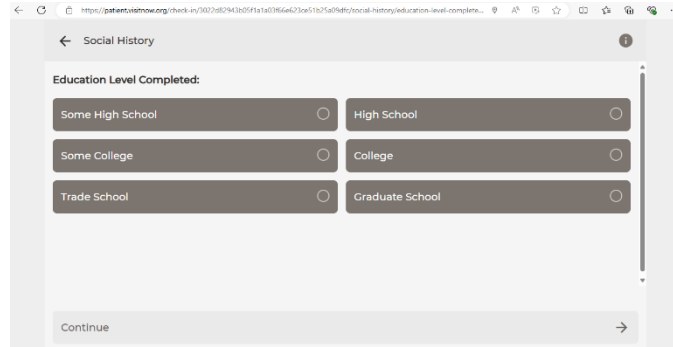 https://patient.visitnow.org/check-in/3022d82943b05f1a1a03f66e623ce51b25a09dfc/social-history/education-level-complete...
Social History
Education Level Completed:
Some High School
High School
Some College
College
Trade School
Graduate School
Continue